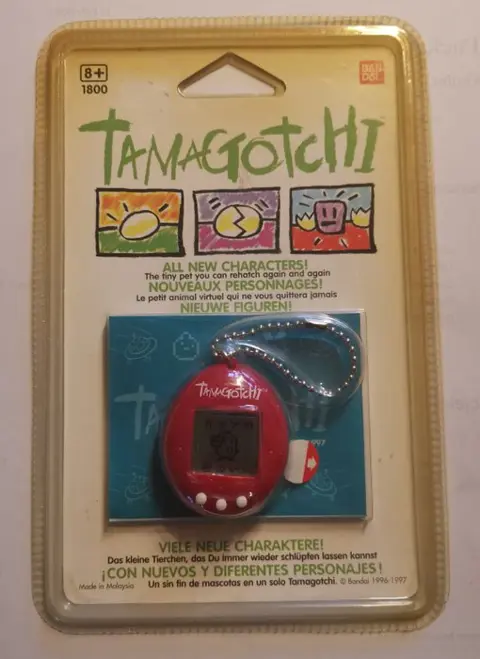 8+
BAN
DAI
1800
TAMAGOTCHI
ALL NEW CHARACTERS!
The tiny pet you can rehatch again and again
NOUVEAUX PERSONNAGES!
Le petit animal virtuel qui ne vous quittera jamais
NIEUWE FIGUREN!
TAMAGOTCHI
VIELE NEUE CHARAKTERE!
Das kleine Tierchen, das Du immer wieder schlüpfen lassen kannst
¡CON NUEVOS Y DIFERENTES PERSONAJES!
Made in Malaysia
Un sin fin de mascotas en un solo Tamagotchi. © Bandai 1996-1997